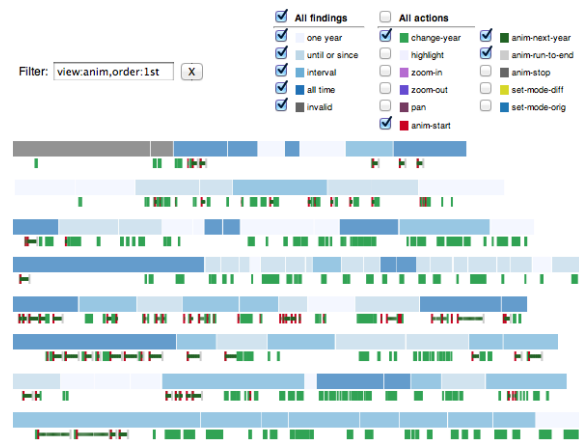 All findings
All actions
one year
change-year
anim-next-year
until or since
highlight
anim-run-to-end
Filter: view:anim,order:1st X
interval
zoom-in
anim-stop
all time
zoom-out
set-mode-diff
invalid
pan
set-mode-orig
anim-start